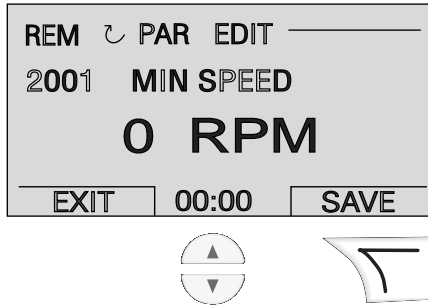 REM ↻ PAR EDIT
2001 MIN SPEED
0 RPM
EXIT 00:00 SAVE